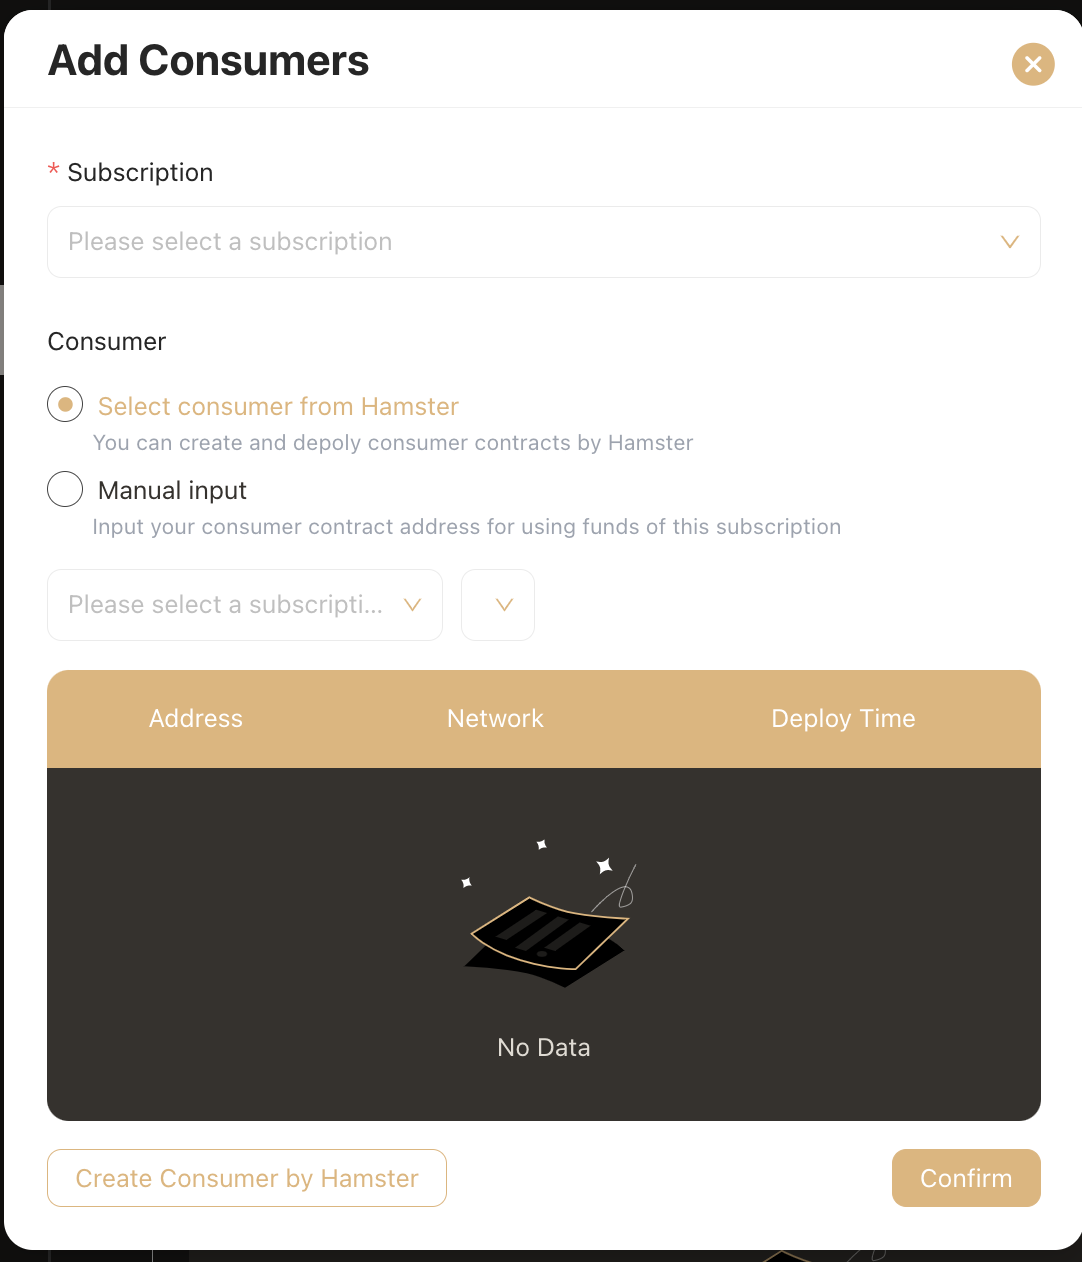 Add Consumers
* Subscription
Please select a subscription
Consumer
Select consumer from Hamster
You can create and depoly consumer contracts by Hamster
Manual input
Input your consumer contract address for using funds of this subscription
Please select a subscripti...
Address Network Deploy Time
No Data
Create Consumer by Hamster Confirm